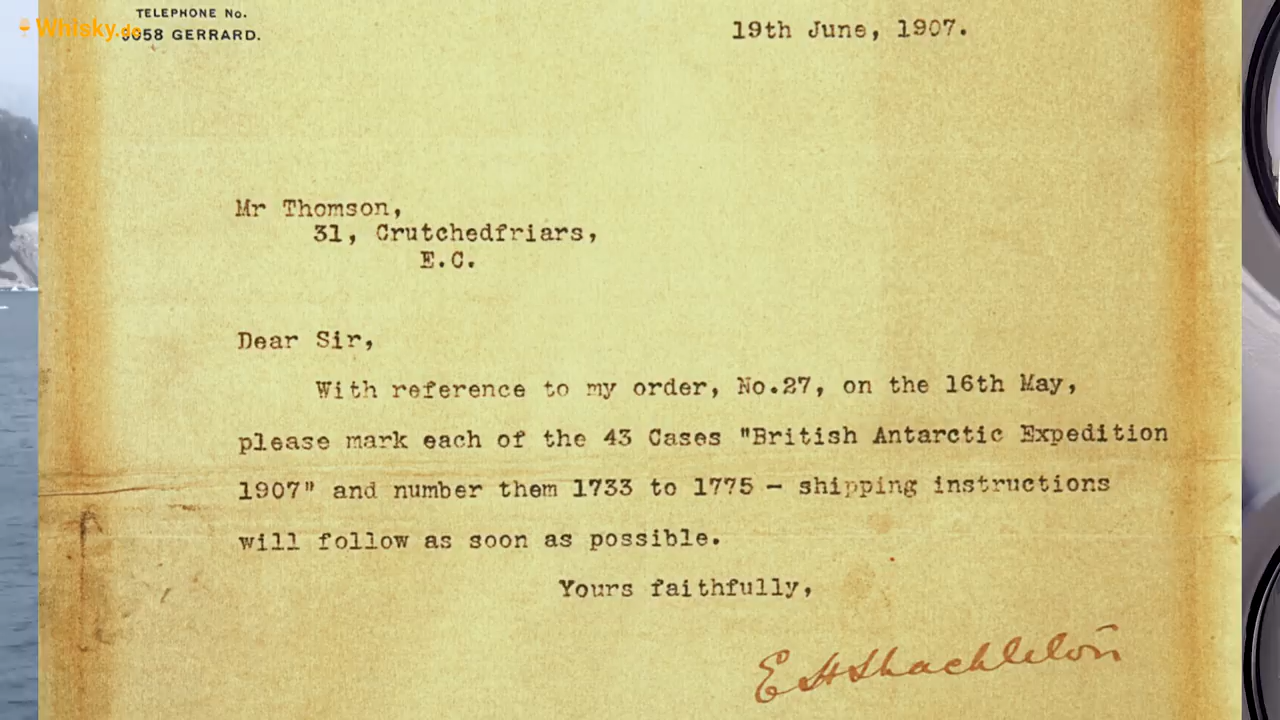 Whisky.de
TELEPHONE No.
GERRARD.
19th June, 1907.
Mr Thomson,
31, Crutchedfriars,
E.C.
Dear Sir,
With reference to my order, No.27, on the 16th May,
please mark each of the 43 Cases "British Antarctic Expedition
1907" and number them 1733 to 1775 - shipping instructions
will follow as soon as possible.
Yours faithfully,
E H Shackleton